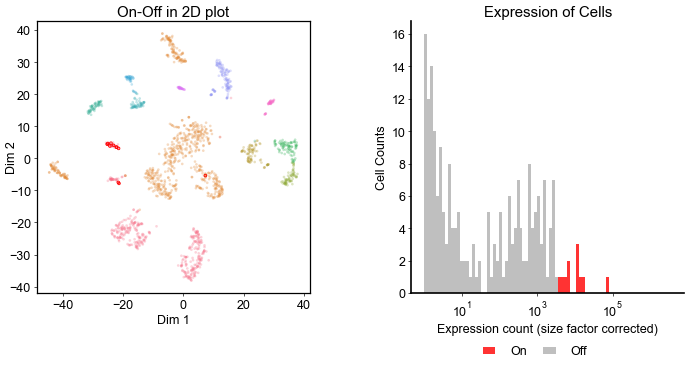 On-Off in 2D plot
40
30
20
10
0
−10
−20
−30
−40
Dim 2
−40 −20 0 20 40
Dim 1
Expression of Cells
16
14
12
10
8
6
4
2
0
Cell Counts
10^1 10^3 10^5
Expression count (size factor corrected)
On Off